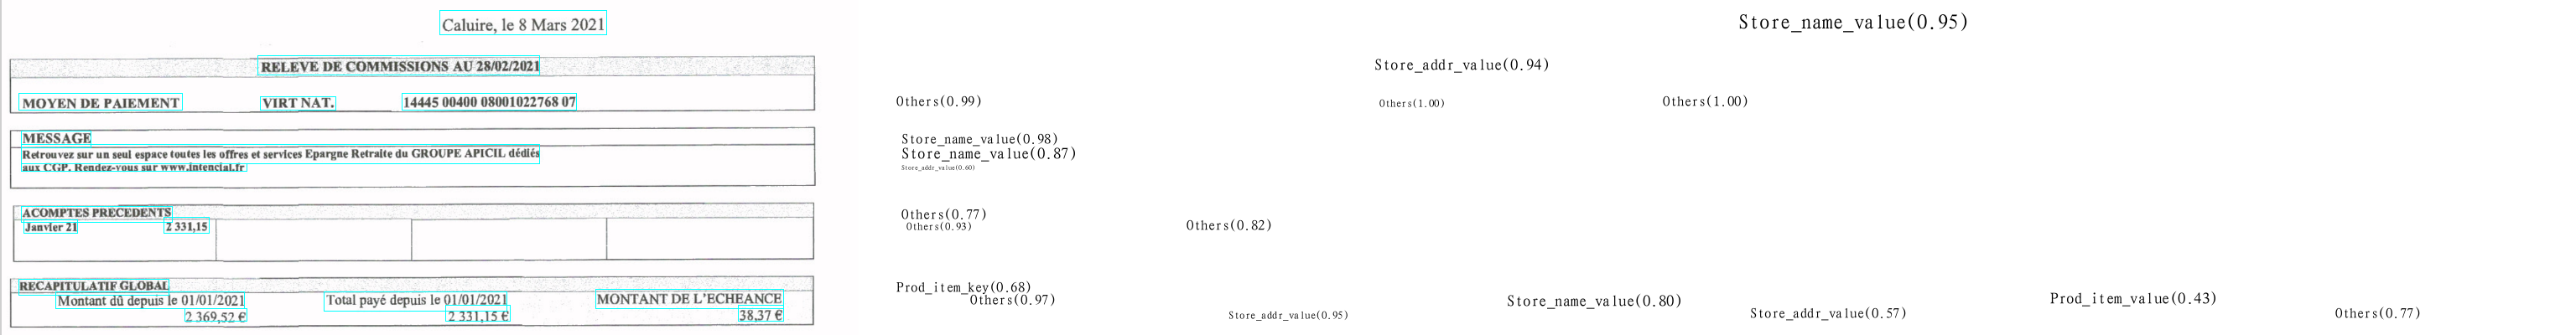 Caluire, le 8 Mars 2021
RELEVE DE COMMISSIONS AU 28/02/2021
MOYEN DE PAIEMENT VIRT NAT. 14445 00400 08001022768 07
MESSAGE
Retrouvez sur un seul espace toutes les offres et services Epargne Retraite du GROUPE APICIL dédiés
aux CGP. Rendez-vous sur www.intencial.fr
ACOMPTES PRECEDENTS
Janvier 21 2 331,15
RECAPITULATIF GLOBAL
Montant dû depuis le 01/01/2021 Total payé depuis le 01/01/2021 MONTANT DE L'ECHEANCE
2 369,52 € 2 331,15 € 38,37 €
Store_name_value(0.95)
Store_addr_value(0.94)
Others(0.99) Others(1.00) Others(1.00)
Store_name_value(0.98)
Store_name_value(0.87)
Store_addr_value(0.60)
Others(0.77)
Others(0.93) Others(0.82)
Prod_item_key(0.68)
Others(0.97) Store_name_value(0.80) Prod_item_value(0.43)
Store_addr_value(0.95) Store_addr_value(0.57) Others(0.77)